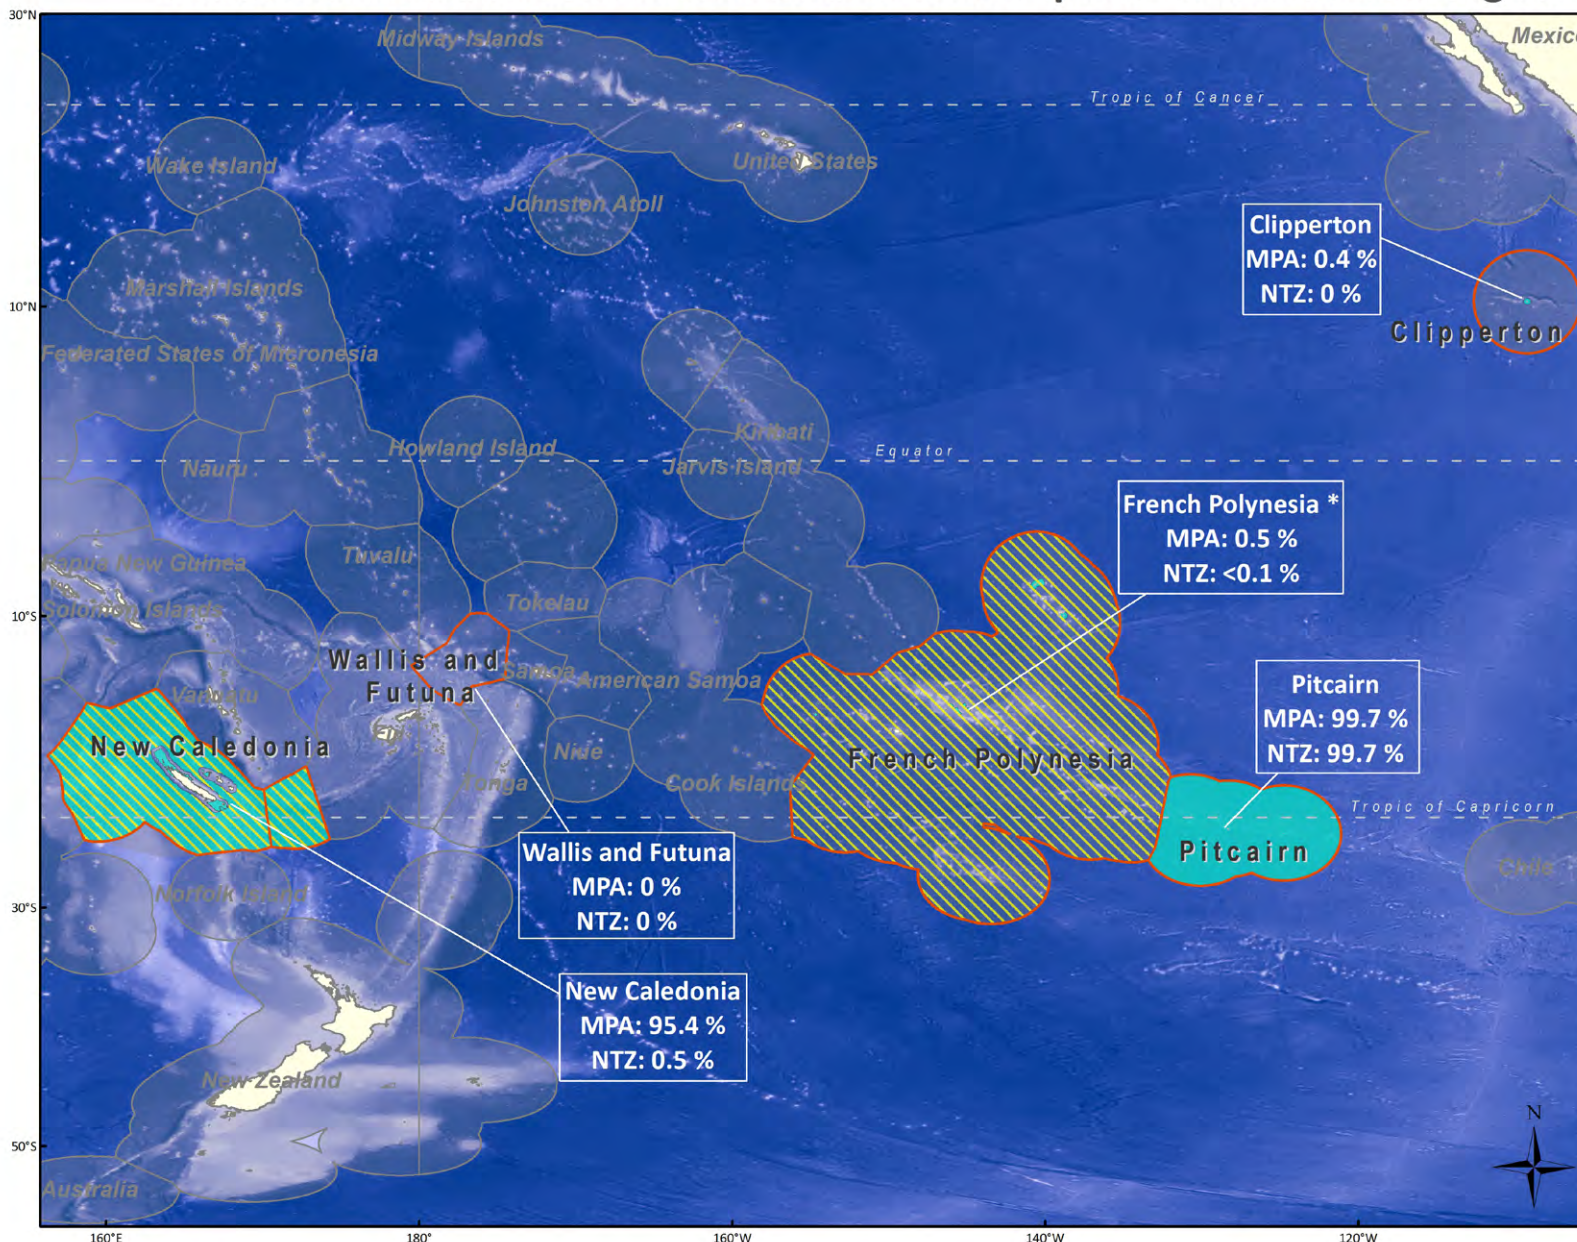 30°N
Midway Islands
Mexico
Tropic of Cancer
Wake Island
United States
Johnston Atoll
Clipperton
MPA: 0.4 %
NTZ: 0 %
Marshall Islands
10°N
Clipperton
Federated States of Micronesia
Kiribati
Howland Island
Equator
Nauru
Jarvis Island
French Polynesia *
MPA: 0.5 %
NTZ: <0.1 %
Tuvalu
Papua New Guinea
Tokelau
Solomon Islands
10°S
Wallis and
Futuna
Samoa
American Samoa
Vanuatu
Pitcairn
MPA: 99.7 %
NTZ: 99.7 %
Fiji
New Caledonia
Niue
French Polynesia
Tonga
Cook Islands
Tropic of Capricorn
Pitcairn
Wallis and Futuna
MPA: 0 %
NTZ: 0 %
Chile
Norfolk Island
30°S
New Caledonia
MPA: 95.4 %
NTZ: 0.5 %
New Zealand
N
50°S
Australia
160°E
180°
160°W
140°W
120°W